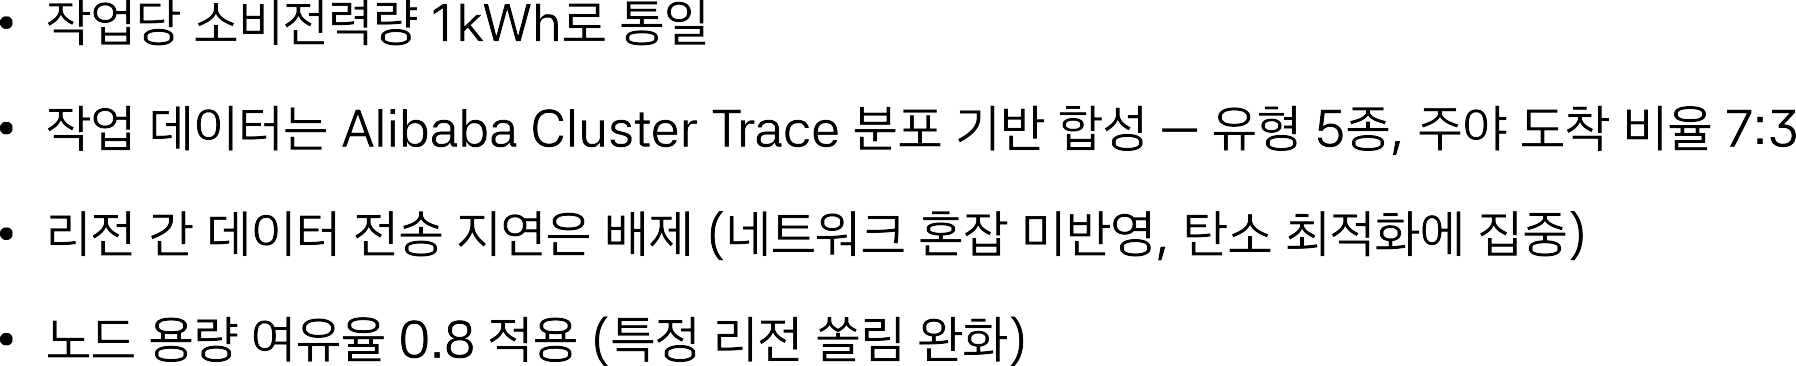 • 작업당 소비전력량 1kWh로 통일
• 작업 데이터는 Alibaba Cluster Trace 분포 기반 합성 — 유형 5종, 주야 도착 비율 7:3
• 리전 간 데이터 전송 지연은 배제 (네트워크 혼잡 미반영, 탄소 최적화에 집중)
• 노드 용량 여유율 0.8 적용 (특정 리전 쏠림 완화)